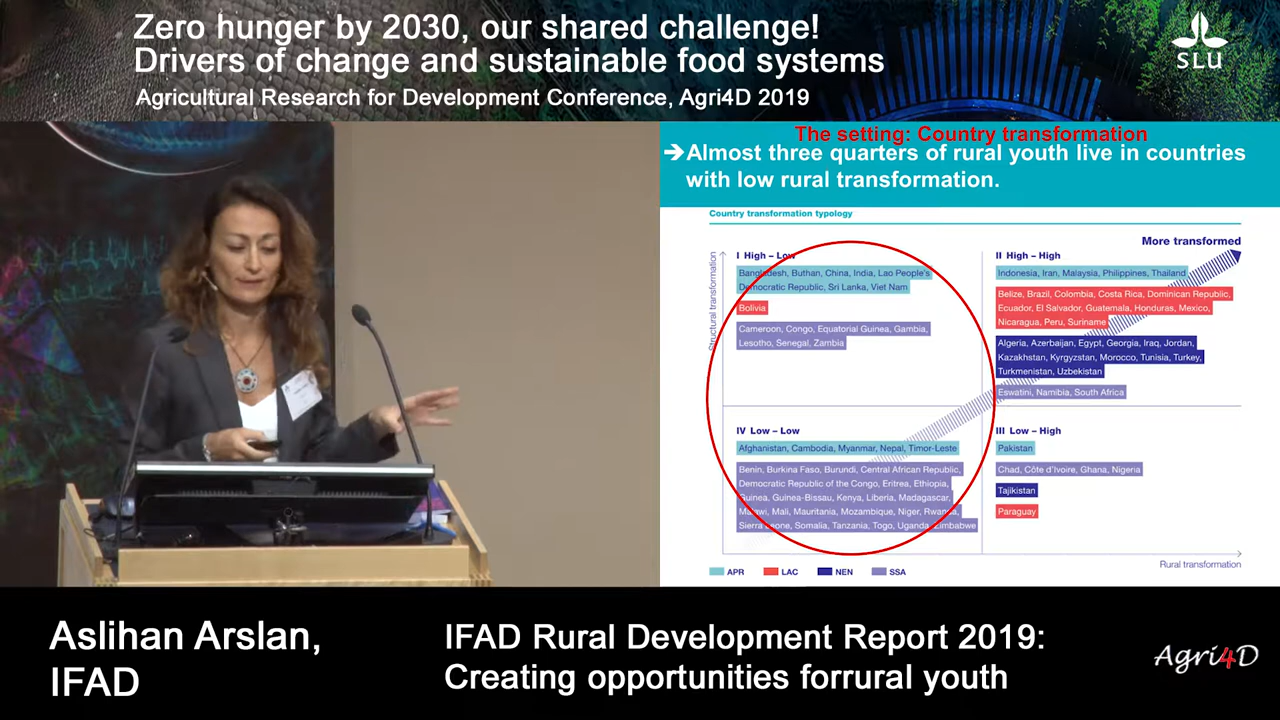 Zero hunger by 2030, our shared challenge!
Drivers of change and sustainable food systems
Agricultural Research for Development Conference, Agri4D 2019
SLU
The setting: Country transformation
➔Almost three quarters of rural youth live in countries
with low rural transformation.
Country transformation typology
More transformed
Structural transformation
I High – Low
Bangladesh, Buthan, China, India, Lao People's
Democratic Republic, Sri Lanka, Viet Nam
Bolivia
Cameroon, Congo, Equatorial Guinea, Gambia,
Lesotho, Senegal, Zambia
II High – High
Indonesia, Iran, Malaysia, Philippines, Thailand
Belize, Brazil, Colombia, Costa Rica, Dominican Republic,
Ecuador, El Salvador, Guatemala, Honduras, Mexico,
Nicaragua, Peru, Suriname
Algeria, Azerbaijan, Egypt, Georgia, Iraq, Jordan,
Kazakhstan, Kyrgyzstan, Morocco, Tunisia, Turkey,
Turkmenistan, Uzbekistan
Eswatini, Namibia, South Africa
IV Low – Low
Afghanistan, Cambodia, Myanmar, Nepal, Timor-Leste
Benin, Burkina Faso, Burundi, Central African Republic,
Democratic Republic of the Congo, Eritrea, Ethiopia,
Guinea, Guinea-Bissau, Kenya, Liberia, Madagascar,
Malawi, Mali, Mauritania, Mozambique, Niger, Rwanda,
Sierra Leone, Somalia, Tanzania, Togo, Uganda, Zimbabwe
III Low – High
Pakistan
Chad, Côte d'Ivoire, Ghana, Nigeria
Tajikistan
Paraguay
Rural transformation
APR LAC NEN SSA
Aslihan Arslan,
IFAD
IFAD Rural Development Report 2019:
Creating opportunities forrural youth
Agri4D